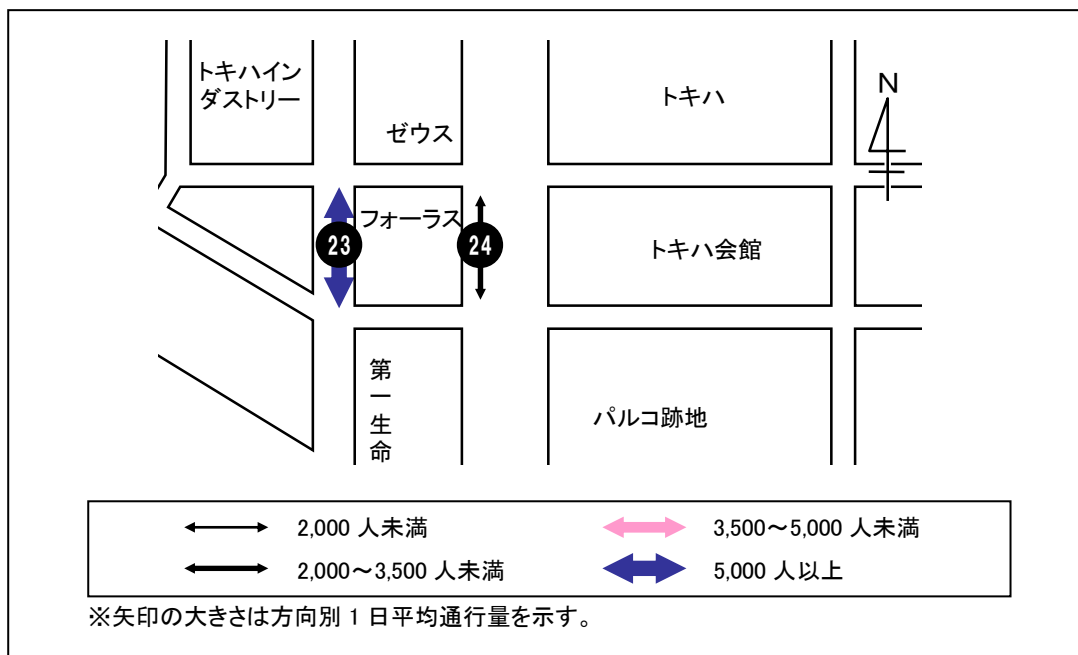 トキハイン
ダストリー
ゼウス
トキハ
N
フォーラス
23
24
トキハ会館
第一生命
パルコ跡地
2,000 人未満
3,500～5,000 人未満
2,000～3,500 人未満
5,000 人以上
※矢印の大きさは方向別 1 日平均通行量を示す。